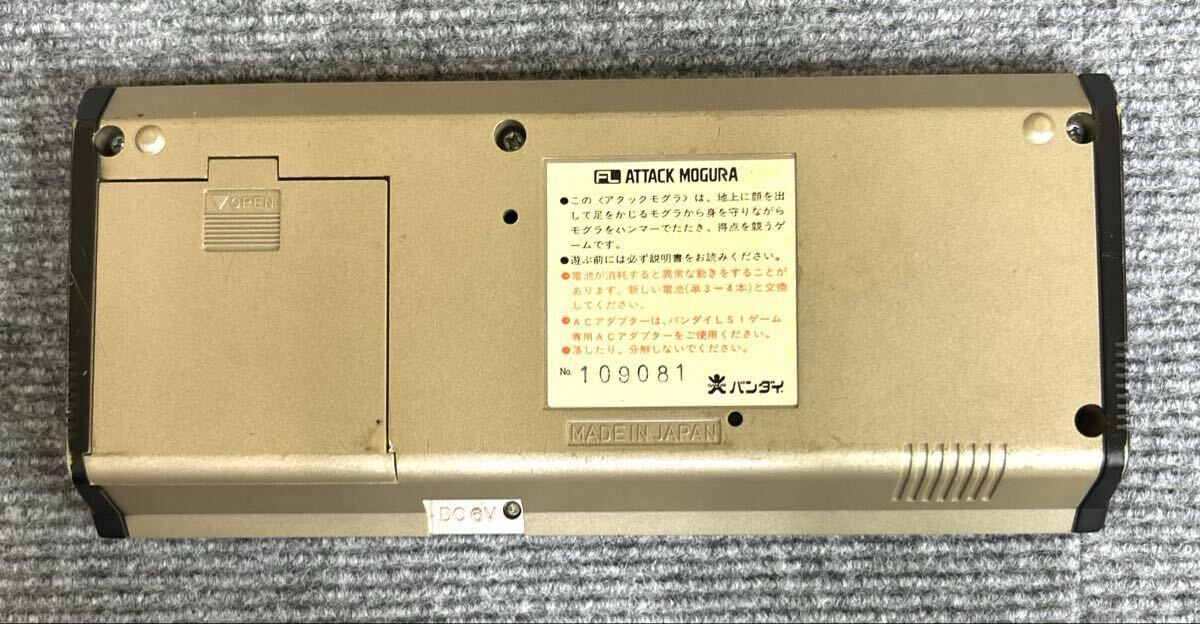 ▽OPEN
FL ATTACK MOGURA
●この〈アタックモグラ〉は、地上に顔を出
して足をかじるモグラから身を守りながら
モグラをハンマーでたたき、得点を競うゲ
ームです。
●遊ぶ前には必ず説明書をお読みください。
●電池が消耗すると異常な動きをすることが
あります。新しい電池(単3ー4本)と交換
してください。
●ACアダプターは、バンダイLSIゲーム
専用ACアダプターをご使用ください。
●落したり、分解しないでください。
No. 109081
バンダイ
MADE IN JAPAN
DC 6V